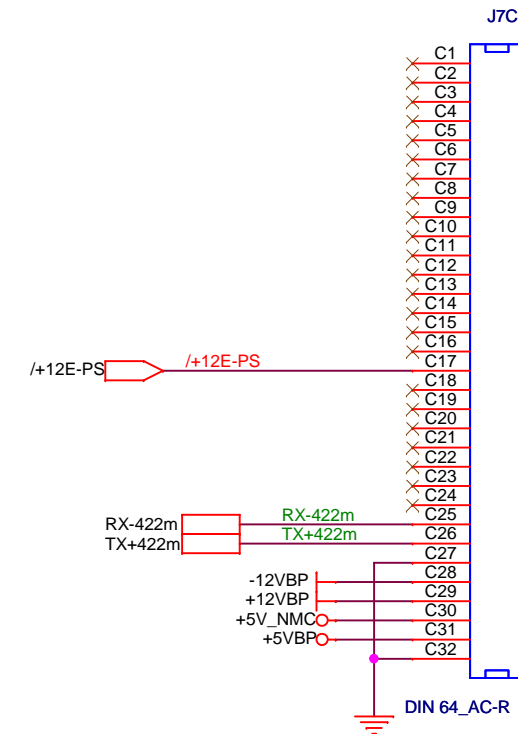 J7C
C1
C2
C3
C4
C5
C6
C7
C8
C9
C10
C11
C12
C13
C14
C15
C16
/+12E-PS /+12E-PS C17
C18
C19
C20
C21
C22
C23
C24
RX-422m RX-422m C25
TX+422m TX+422m C26
C27
-12VBP C28
+12VBP C29
+5V_NMC C30
+5VBP C31
C32
DIN 64_AC-R